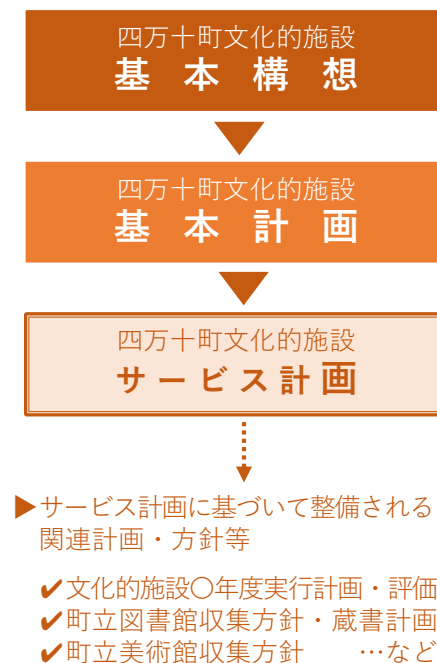 四万十町文化的施設
基本構想
四万十町文化的施設
基本計画
四万十町文化的施設
サービス計画
▶サービス計画に基づいて整備される
関連計画・方針等
✔文化的施設〇年度実行計画・評価
✔町立図書館収集方針・蔵書計画
✔町立美術館収集方針　　…など